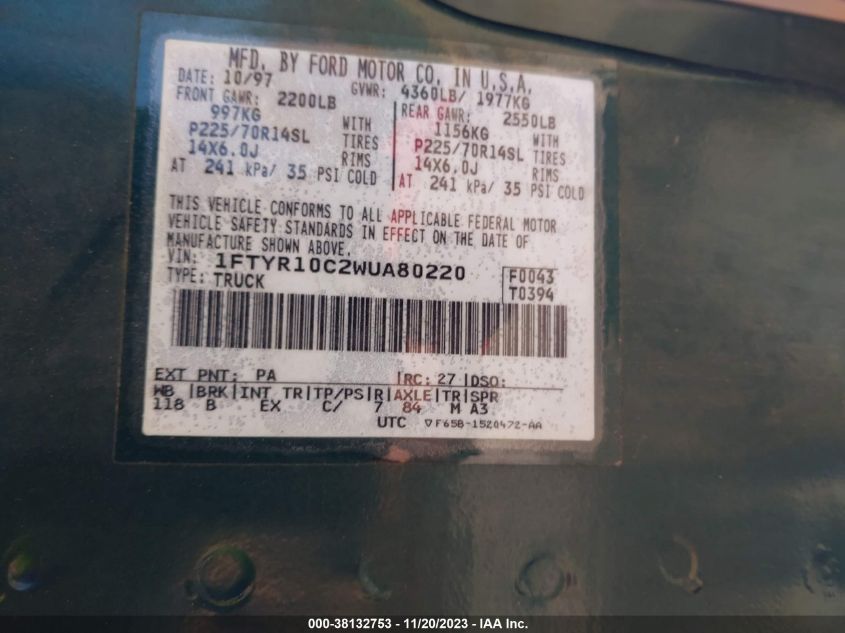 MFD. BY FORD MOTOR CO. IN U.S.A.
DATE: 10/97 GVWR: 4360LB/ 1977KG
FRONT GAWR: 2200LB REAR GAWR: 2550LB
997KG WITH 1156KG WITH
P225/70R14SL TIRES P225/70R14SL TIRES
14X6.0J RIMS 14X6.0J RIMS
AT 241 kPa/ 35 PSI COLD AT 241 kPa/ 35 PSI COLD
THIS VEHICLE CONFORMS TO ALL APPLICABLE FEDERAL MOTOR
VEHICLE SAFETY STANDARDS IN EFFECT ON THE DATE OF
MANUFACTURE SHOWN ABOVE.
VIN: 1FTYR10C2WUA80220 F0043
TYPE: TRUCK T0394
EXT PNT: PA |RC: 27 |DSO:
WB |BRK|INT TR|TP/PS|R|AXLE|TR|SPR
118 B EX C/ 7 84 M A3
UTC ▽F65B-1520472-AA
000-38132753 - 11/20/2023 - IAA Inc.